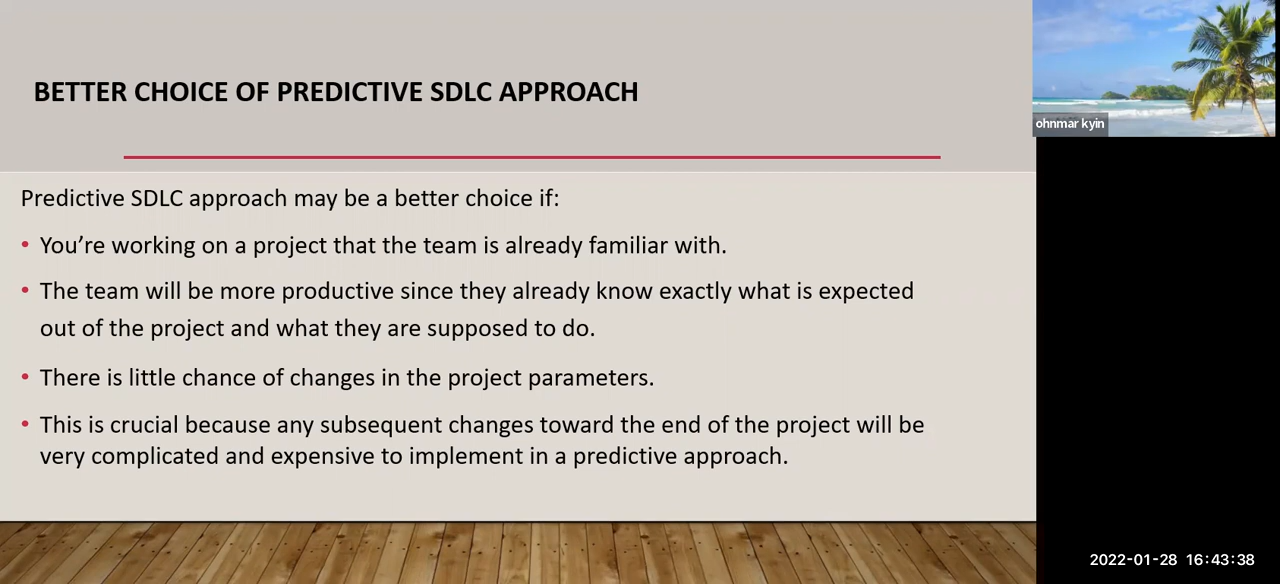 BETTER CHOICE OF PREDICTIVE SDLC APPROACH
ohnmar kyin
Predictive SDLC approach may be a better choice if:
• You’re working on a project that the team is already familiar with.
• The team will be more productive since they already know exactly what is expected
out of the project and what they are supposed to do.
• There is little chance of changes in the project parameters.
• This is crucial because any subsequent changes toward the end of the project will be
very complicated and expensive to implement in a predictive approach.
2022-01-28 16:43:38